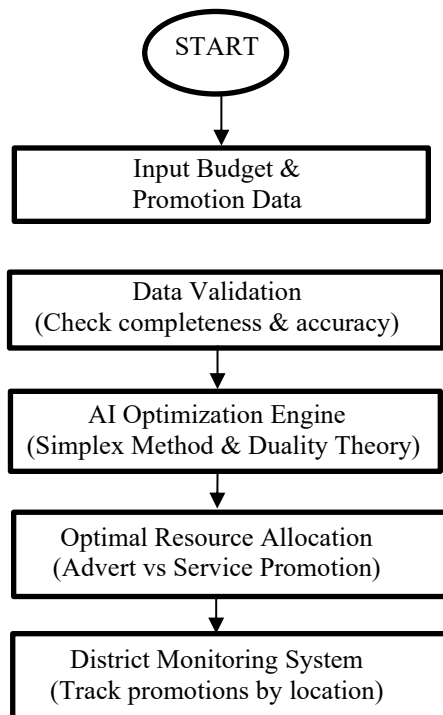 START
Input Budget &
Promotion Data
Data Validation
(Check completeness & accuracy)
AI Optimization Engine
(Simplex Method & Duality Theory)
Optimal Resource Allocation
(Advert vs Service Promotion)
District Monitoring System
(Track promotions by location)